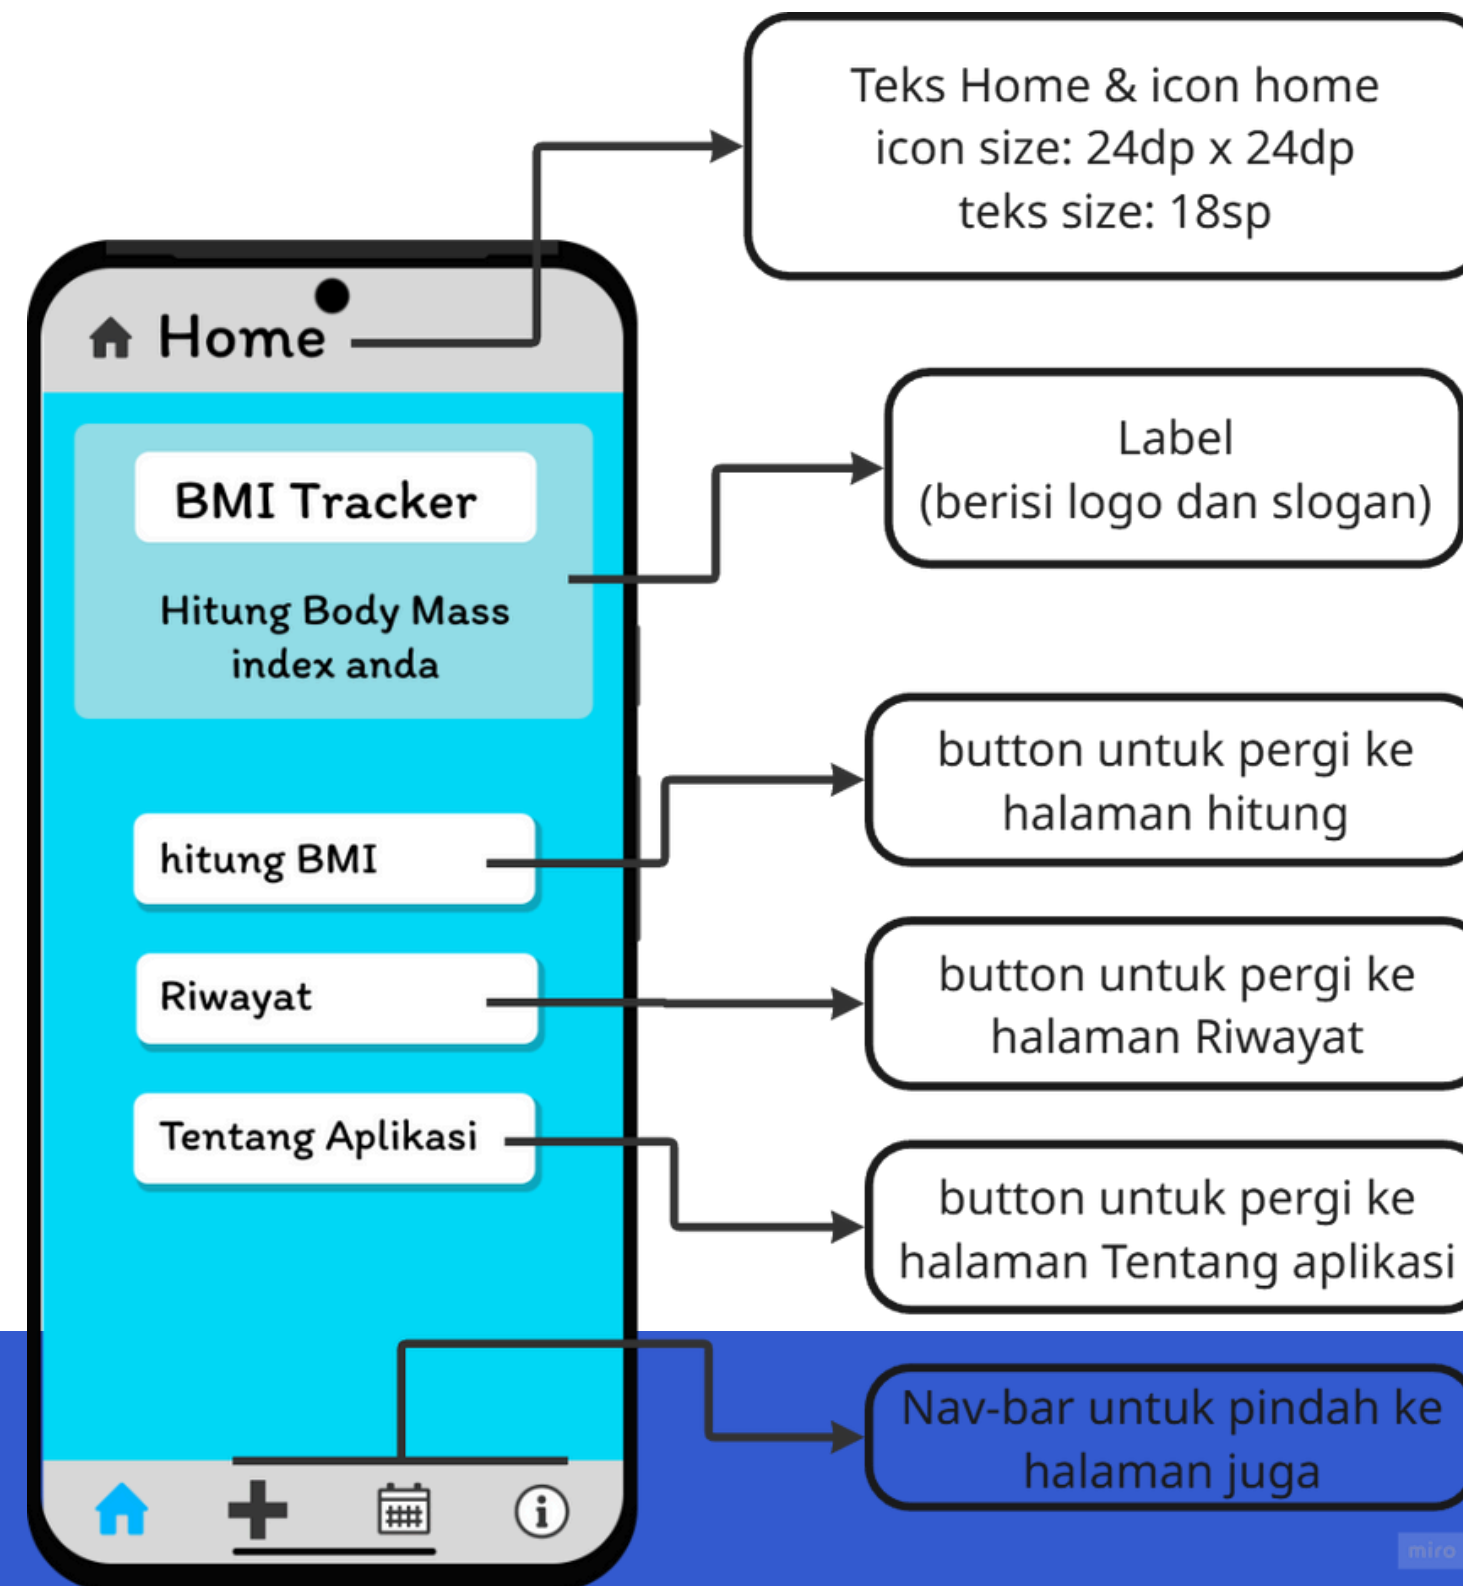 Teks Home & icon home
icon size: 24dp x 24dp
teks size: 18sp
Home
Label
(berisi logo dan slogan)
BMI Tracker
Hitung Body Mass
index anda
button untuk pergi ke
halaman hitung
hitung BMI
button untuk pergi ke
halaman Riwayat
Riwayat
button untuk pergi ke
halaman Tentang aplikasi
Tentang Aplikasi
Nav-bar untuk pindah ke
halaman juga
miro